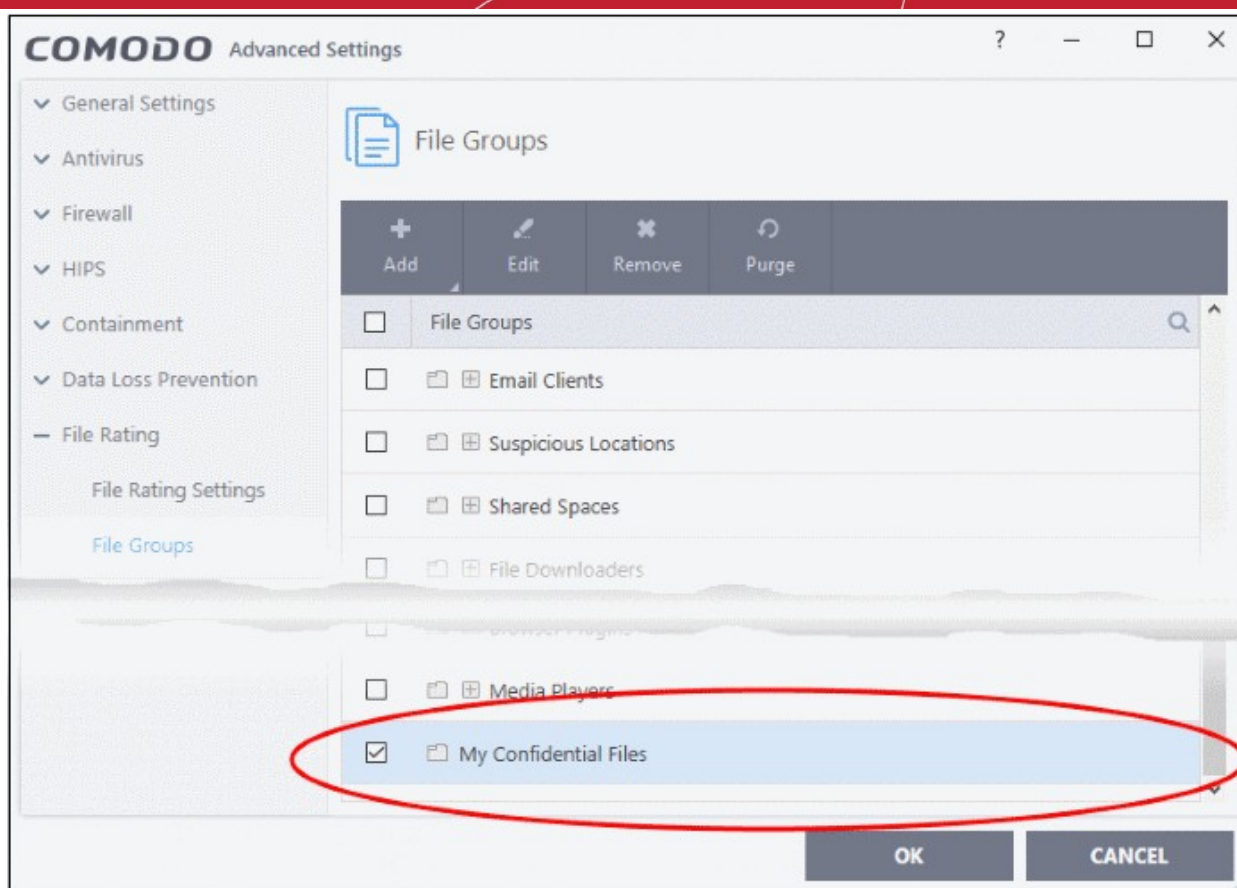 COMODO Advanced Settings ?
General Settings
Antivirus
Firewall
HIPS
Containment
Data Loss Prevention
File Rating
File Rating Settings
File Groups
File Groups
Add Edit Remove Purge
File Groups
Email Clients
Suspicious Locations
Shared Spaces
File Downloaders
Media Players
My Confidential Files
OK CANCEL